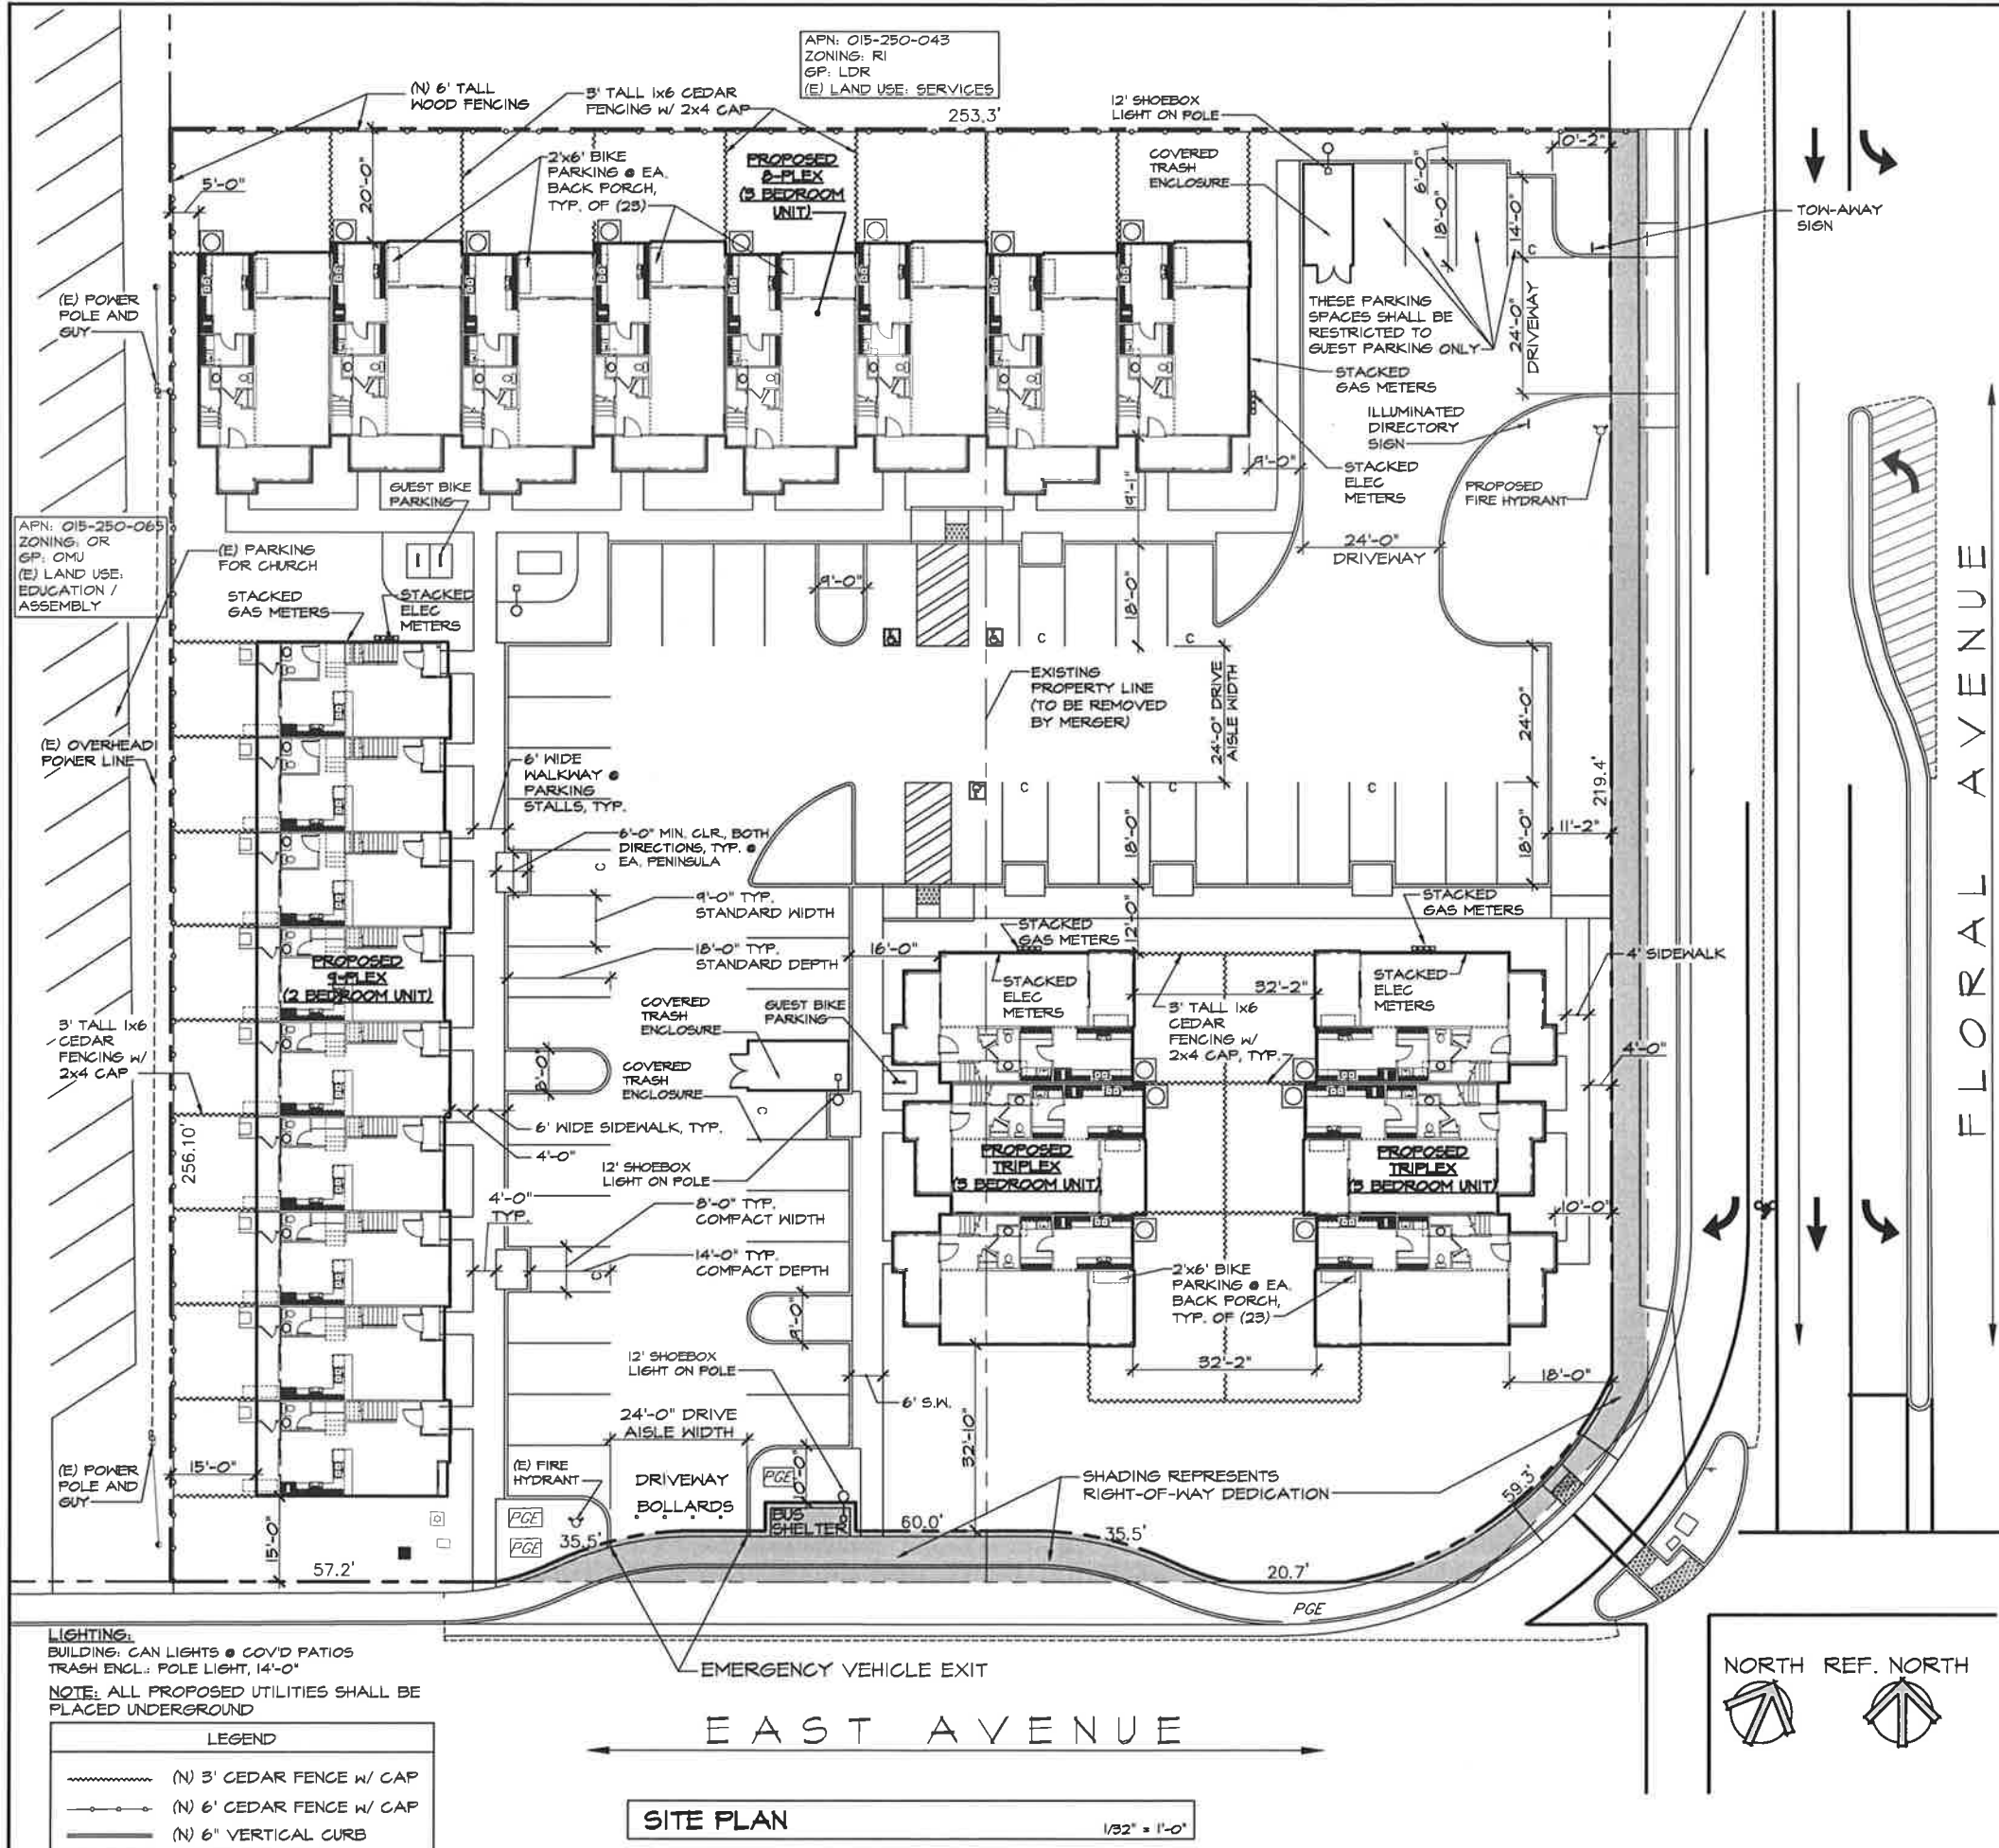 APN: 015-250-043
ZONING: R1
GP: LDR
(E) LAND USE: SERVICES
253.3'
(N) 6' TALL
WOOD FENCING
3' TALL 1x6 CEDAR
FENCING W/ 2x4 CAP
12' SHOEBOX
LIGHT ON POLE
10'-2"
5'-0"
20'-0"
2'x6' BIKE
PARKING @ EA.
BACK PORCH,
TYP. OF (23)
PROPOSED
8-PLEX
(3 BEDROOM
UNIT)
COVERED
TRASH
ENCLOSURE
6'-0"
18'-0"
14'-0"
C
TOW-AWAY
SIGN
(E) POWER
POLE AND
GUY
THESE PARKING
SPACES SHALL BE
RESTRICTED TO
GUEST PARKING ONLY
24'-0"
DRIVEWAY
STACKED
GAS METERS
ILLUMINATED
DIRECTORY
SIGN
9'-0"
STACKED
ELEC
METERS
PROPOSED
FIRE HYDRANT
19'-1"
GUEST BIKE
PARKING
APN: 015-250-065
ZONING: OR
GP: OMU
(E) LAND USE:
EDUCATION /
ASSEMBLY
(E) PARKING
FOR CHURCH
STACKED
GAS METERS
STACKED
ELEC
METERS
9'-0"
18'-0"
24'-0"
DRIVEWAY
C
C
EXISTING
PROPERTY LINE
(TO BE REMOVED
BY MERGER)
24'-0" DRIVE
AISLE WIDTH
24'-0"
219.4'
FLORAL AVENUE
(E) OVERHEAD
POWER LINE
6' WIDE
WALKWAY @
PARKING
STALLS, TYP.
C
C
C
6'-0" MIN. CLR., BOTH
DIRECTIONS, TYP. @
EA. PENINSULA
C
18'-0"
18'-0"
11'-2"
9'-0" TYP.
STANDARD WIDTH
18'-0" TYP.
STANDARD DEPTH
16'-0"
12'-0"
STACKED
GAS METERS
STACKED
GAS METERS
4' SIDEWALK
PROPOSED
9-PLEX
(2 BEDROOM UNIT)
STACKED
ELEC
METERS
32'-2"
STACKED
ELEC
METERS
COVERED
TRASH
ENCLOSURE
GUEST BIKE
PARKING
3' TALL 1x6
CEDAR
FENCING W/
2x4 CAP, TYP.
3' TALL 1x6
CEDAR
FENCING W/
2x4 CAP
8'-0"
COVERED
TRASH
ENCLOSURE
C
4'-0"
256.10'
6' WIDE SIDEWALK, TYP.
4'-0"
12' SHOEBOX
LIGHT ON POLE
PROPOSED
TRIPLEX
(3 BEDROOM UNIT)
PROPOSED
TRIPLEX
(3 BEDROOM UNIT)
4'-0"
TYP.
8'-0" TYP.
COMPACT WIDTH
10'-0"
14'-0" TYP.
COMPACT DEPTH
C
2'x6' BIKE
PARKING @ EA.
BACK PORCH,
TYP. OF (23)
9'-0"
12' SHOEBOX
LIGHT ON POLE
32'-2"
18'-0"
6' S.W.
24'-0" DRIVE
AISLE WIDTH
32'-10"
(E) POWER
POLE AND
GUY
15'-0"
(E) FIRE
HYDRANT
DRIVEWAY
BOLLARDS
PGE
10'-0"
SHADING REPRESENTS
RIGHT-OF-WAY DEDICATION
59.3'
PGE
PGE
BUS
SHELTER
35.5'
60.0'
35.5'
15'-0"
57.2'
20.7'
PGE
LIGHTING:
BUILDING: CAN LIGHTS @ COV'D PATIOS
TRASH ENCL.: POLE LIGHT, 14'-0"
NOTE: ALL PROPOSED UTILITIES SHALL BE
PLACED UNDERGROUND
EMERGENCY VEHICLE EXIT
NORTH REF. NORTH
EAST AVENUE
LEGEND
(N) 3' CEDAR FENCE W/ CAP
(N) 6' CEDAR FENCE W/ CAP
(N) 6" VERTICAL CURB
SITE PLAN
1/32" = 1'-0"